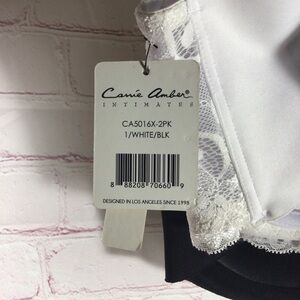 Carrie Amber
INTIMATES
CA5016X-2PK
1/WHITE/BLK
8 88208 70660 9
DESIGNED IN LOS ANGELES SINCE 1998